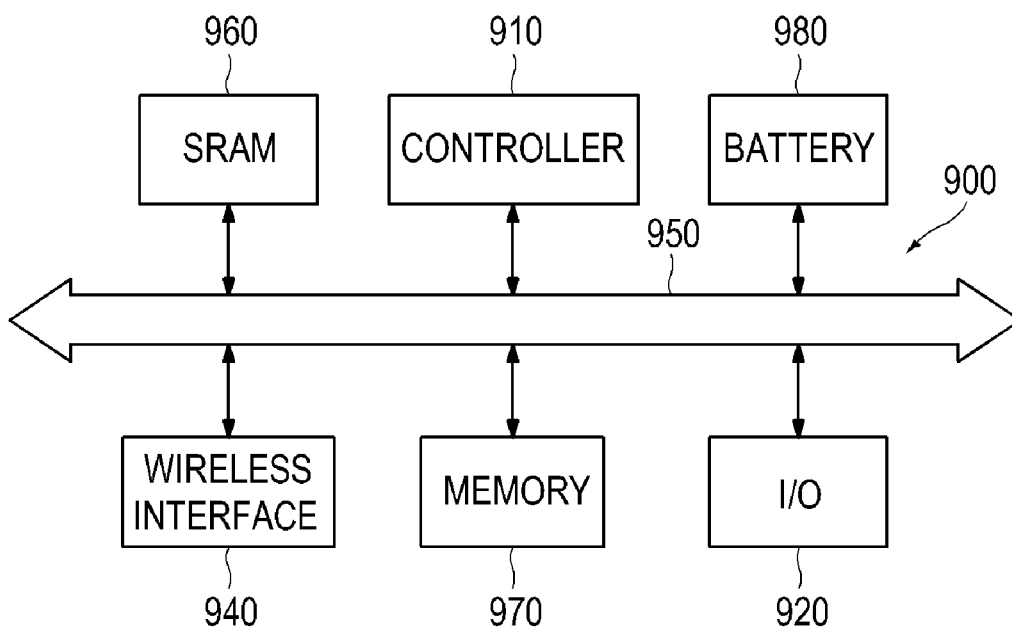 960
910
980
SRAM
CONTROLLER
BATTERY
900
950
WIRELESS
INTERFACE
MEMORY
I/O
940
970
920